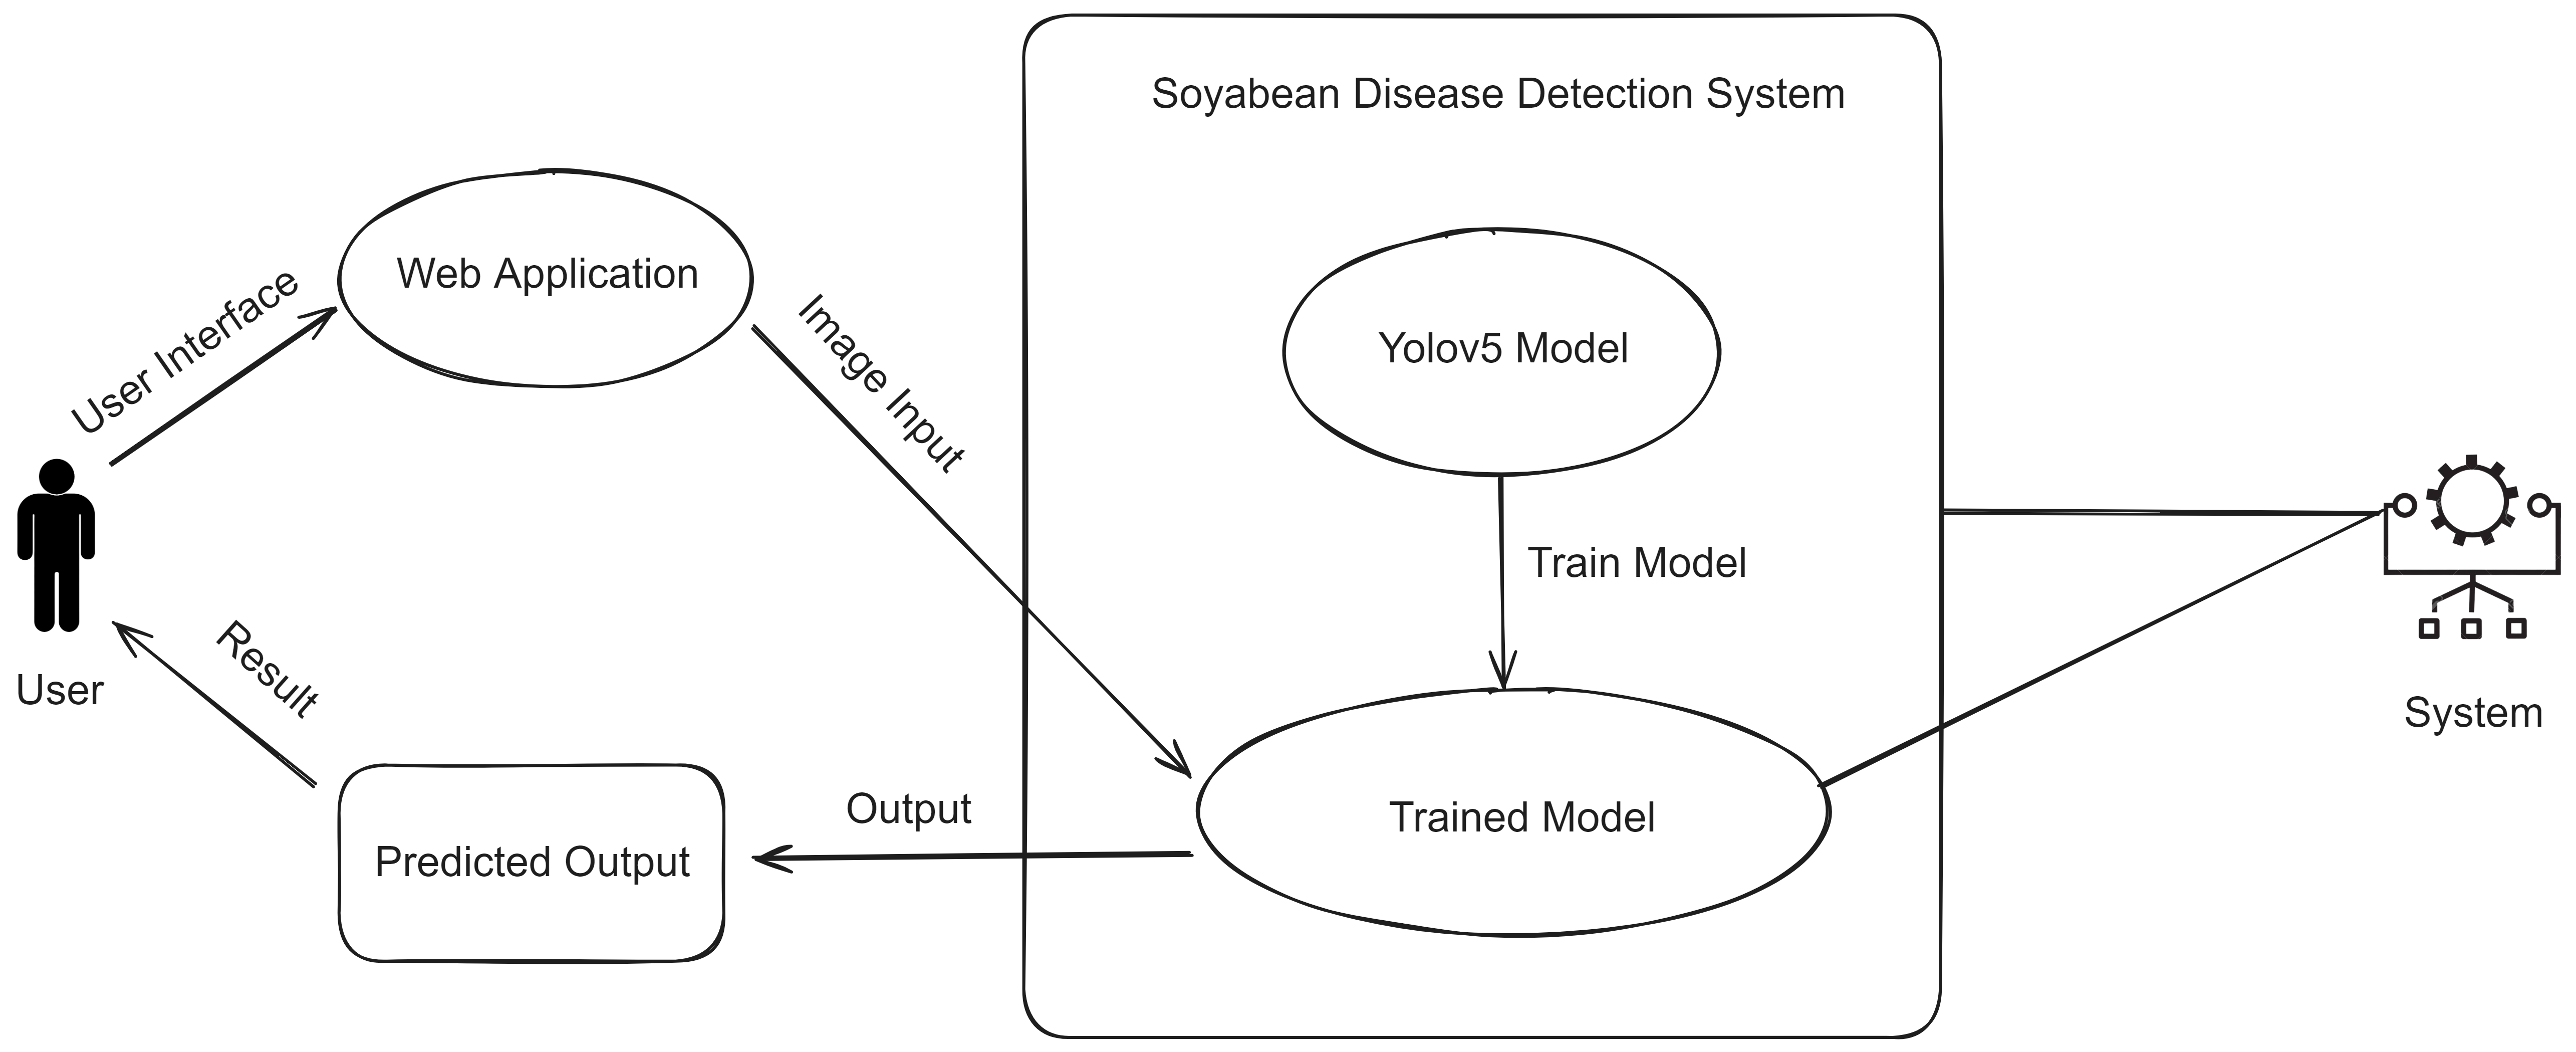 Soyabean Disease Detection System
Web Application
User Interface
Image Input
Yolov5 Model
Train Model
User
Result
System
Output
Trained Model
Predicted Output